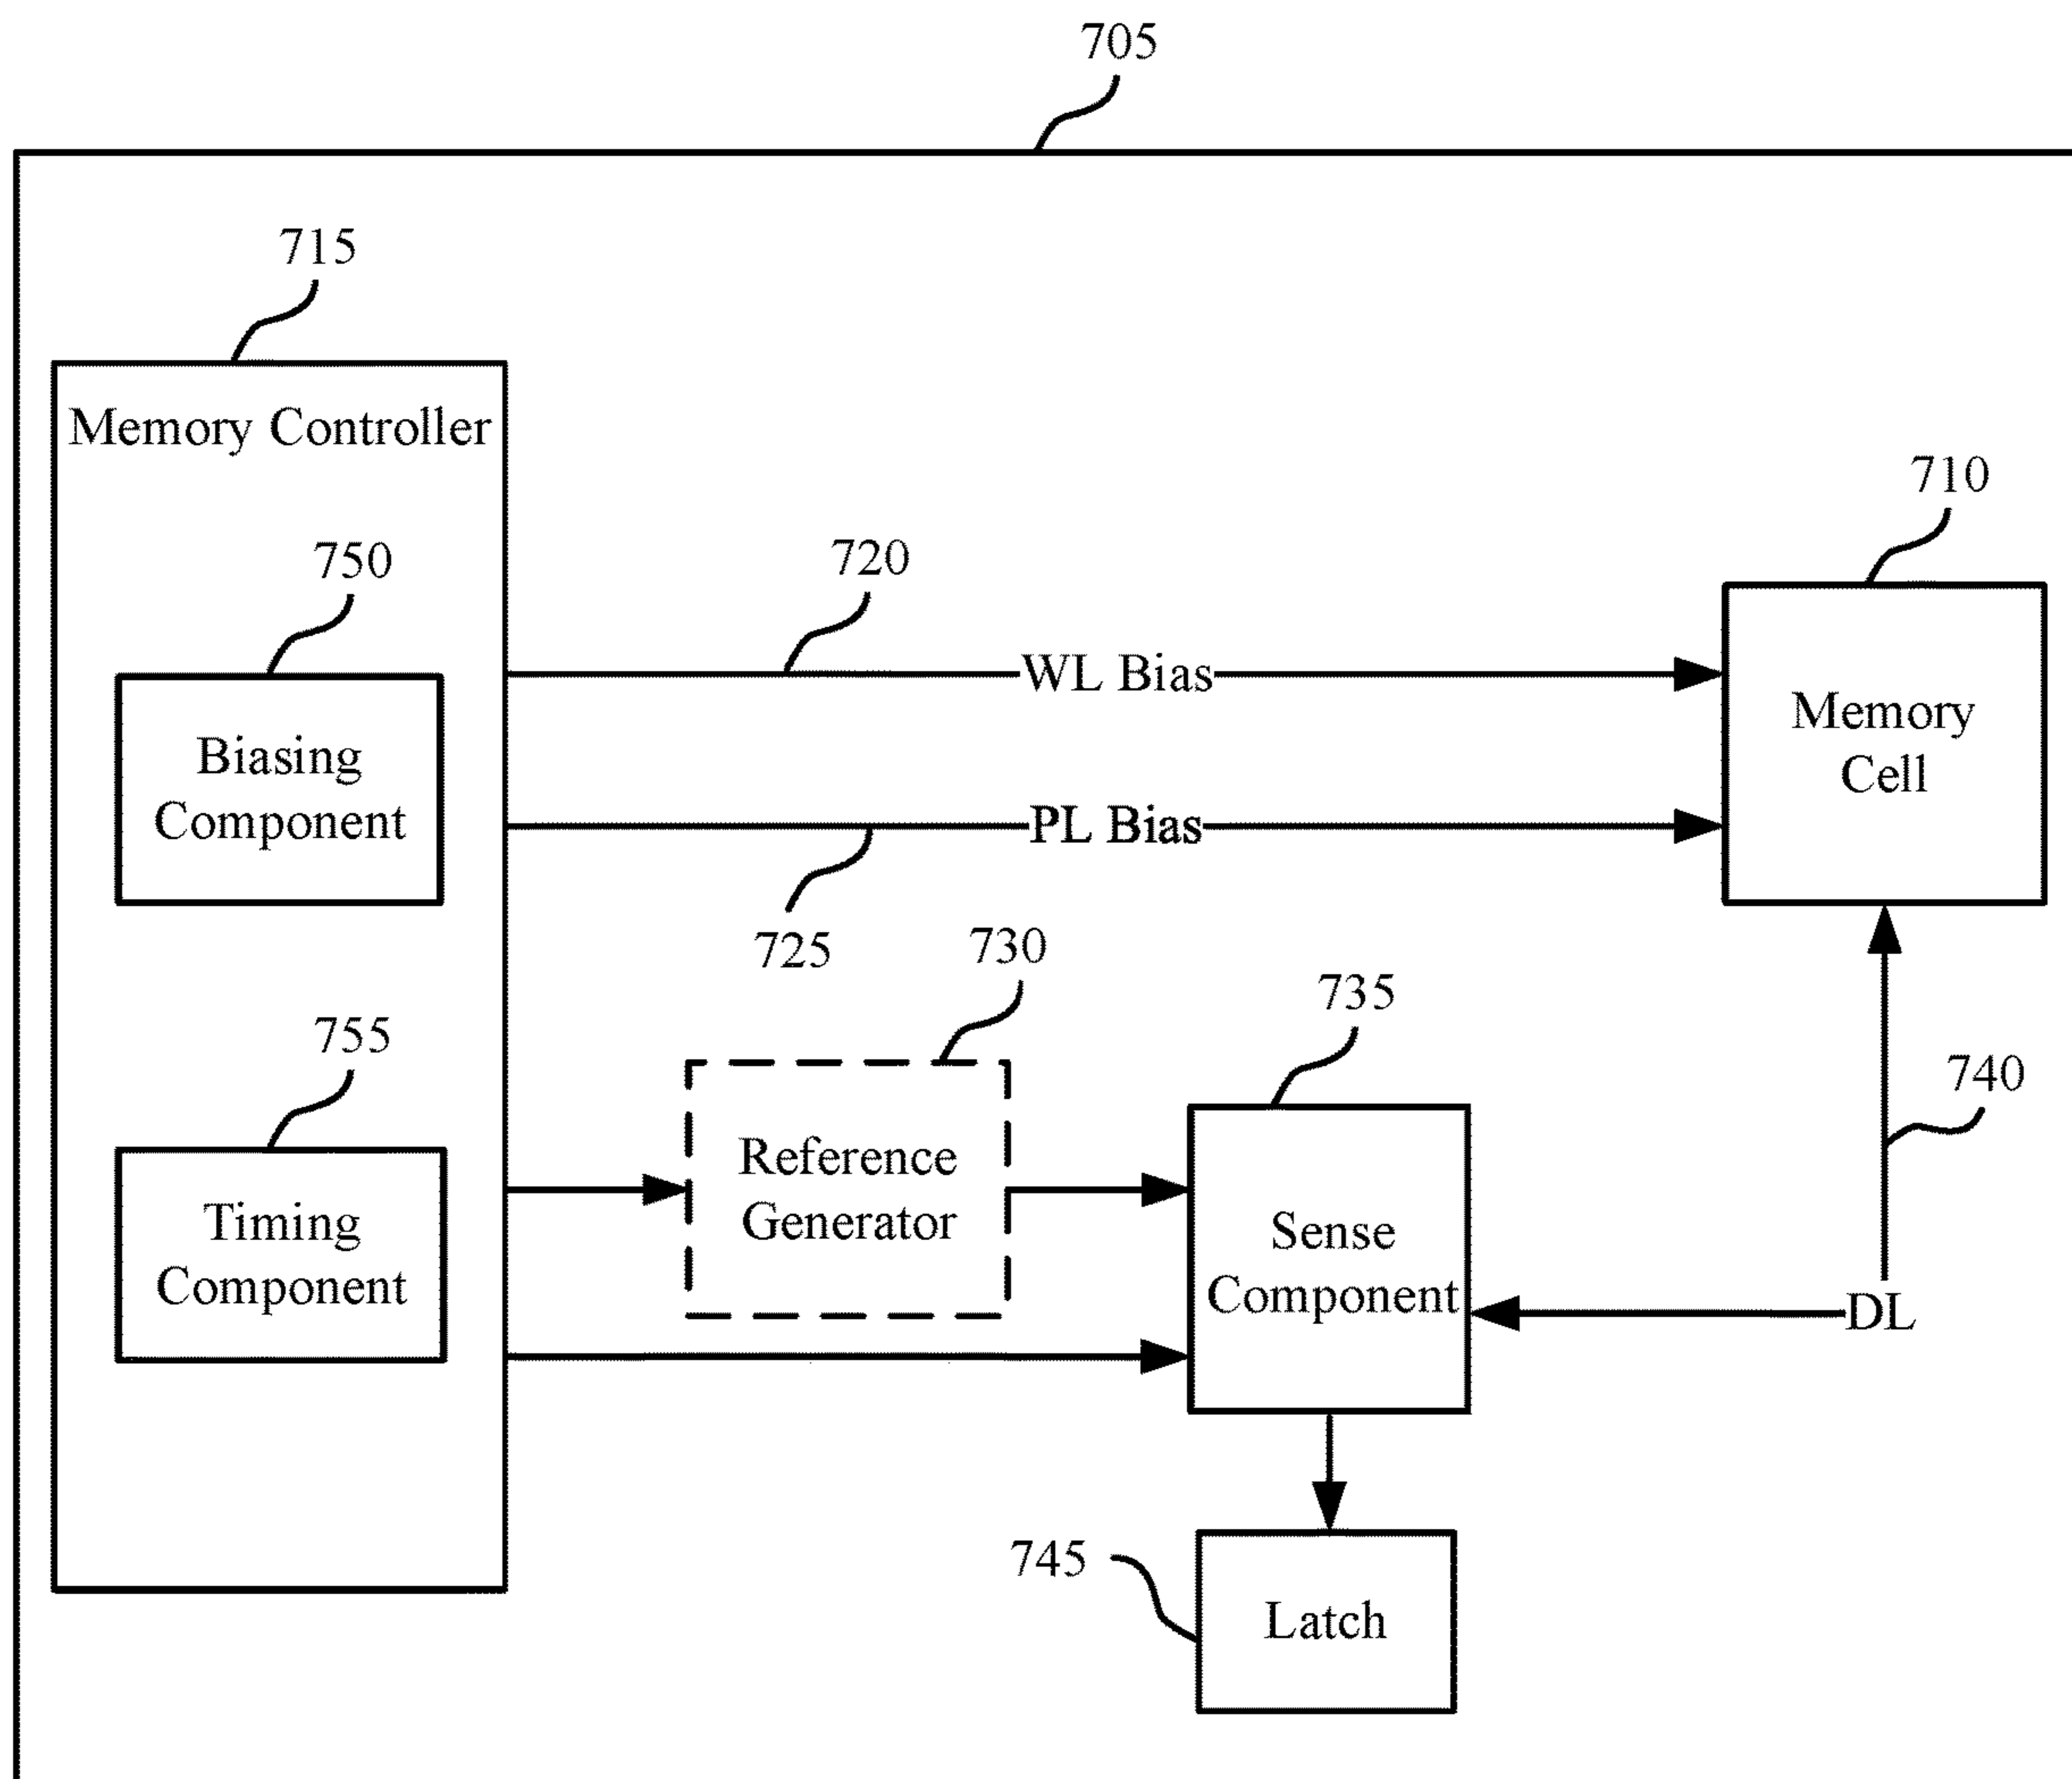 705
715
Memory Controller
710
750
720
WL Bias
Memory
Cell
Biasing
Component
PL Bias
725
730
735
755
740
Reference
Generator
Timing
Component
Sense
Component
DL
745
Latch